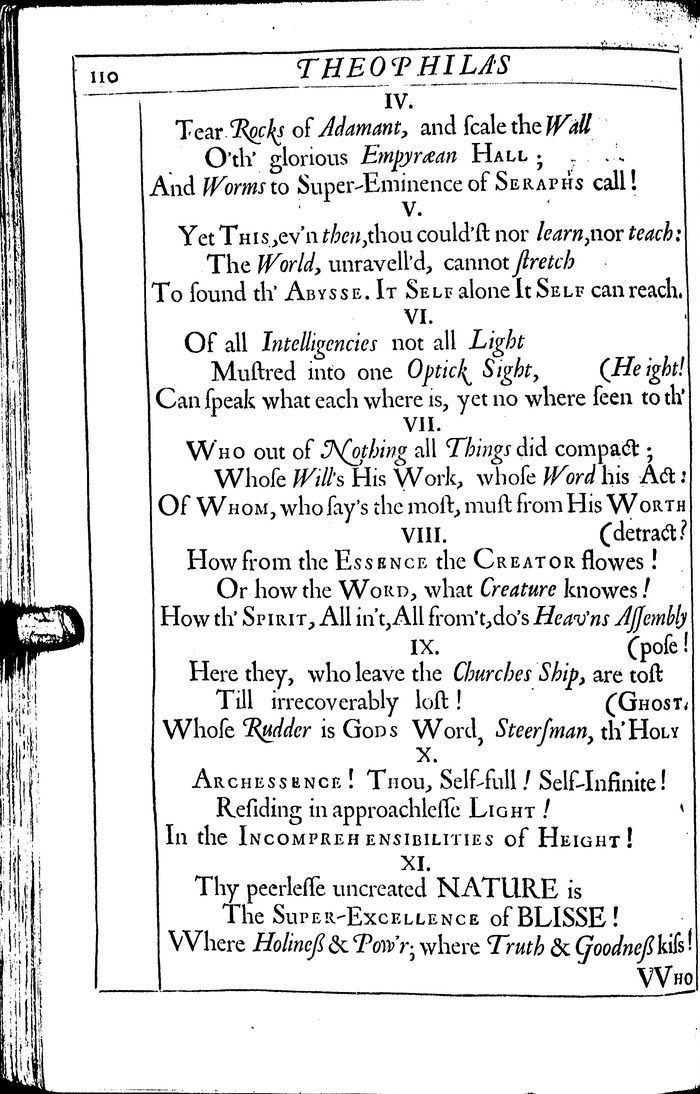 110
THEOPHILA'S
IV.
Tear Rocks of Adamant, and ſcale the Wall
O'th' glorious Empyræan HALL ;
And Worms to Super-Eminence of SERAPHS call !
V.
Yet THIS,ev'n then,thou could'ſt nor learn,nor teach:
The World, unravell'd, cannot ſtretch
To ſound th' ABYSSE. IT SELF alone It SELF can reach.
VI.
Of all Intelligencies not all Light
Muſtred into one Optick Sight, (He ight!
Can ſpeak what each where is, yet no where ſeen to th'
VII.
WHO out of Nothing all Things did compact ;
Whoſe Will's His Work, whoſe Word his Act :
Of WHOM, who ſay's the moſt, muſt from His WORTH
VIII. (detract?
How from the ESSENCE the CREATOR flowes !
Or how the WORD, what Creature knowes !
How th' SPIRIT, All in't,All from't,do's Heav'ns Aſſembly
IX. (poſe !
Here they, who leave the Churches Ship, are toſt
Till irrecoverably loſt ! (GHOST.
Whoſe Rudder is GODS Word, Steerſman, th' HOLY
X.
ARCHESSENCE ! THOU, Self-full ! Self-Infinite !
Reſiding in approachleſſe LIGHT !
In the INCOMPREH ENSIBILITIES of HEIGHT !
XI.
Thy peerleſſe uncreated NATURE is
The SUPER-EXCELLENCE of BLISSE !
Where Holineß & Pow'r; where Truth & Goodneß kiſs!
VVHO